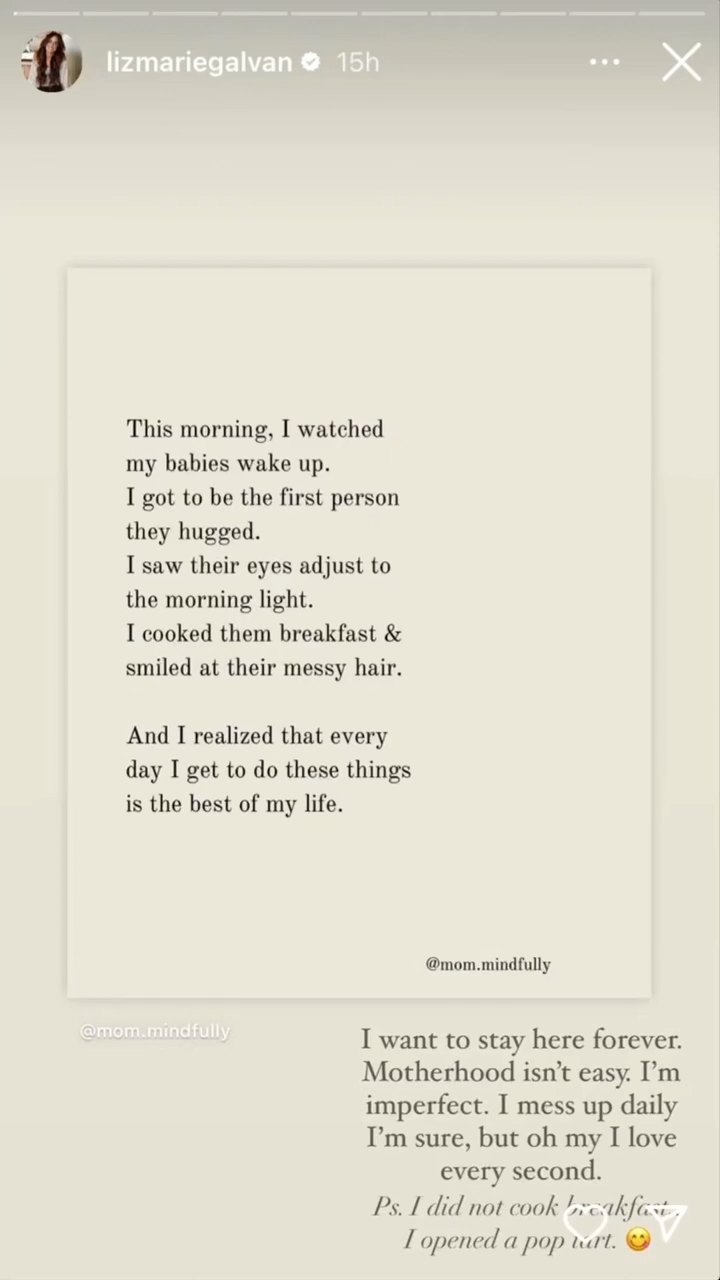 lizmariegalvan 15h
This morning, I watched
my babies wake up.
I got to be the first person
they hugged.
I saw their eyes adjust to
the morning light.
I cooked them breakfast &
smiled at their messy hair.
And I realized that every
day I get to do these things
is the best of my life.
@mom.mindfully
@mom.mindfully
I want to stay here forever.
Motherhood isn’t easy. I’m
imperfect. I mess up daily
I’m sure, but oh my I love
every second.
Ps. I did not cook breakfast.
I opened a pop tart. 😋